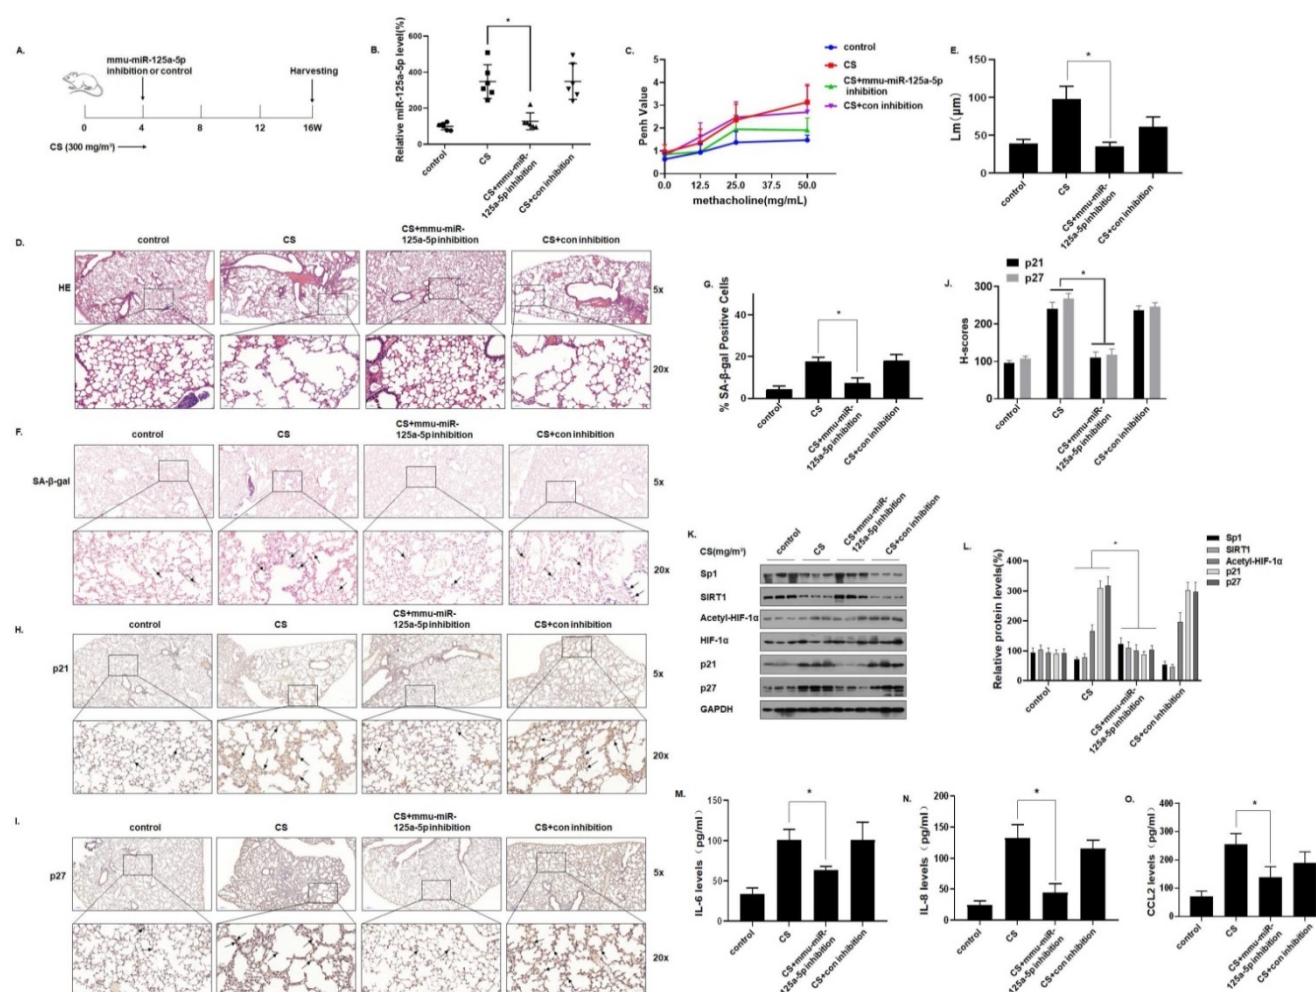 A.
mmu-miR-125a-5p
inhibition or control
Harvesting
0 4 8 12 16W
CS (300 mg/m³)
B.
Relative miR-125a-5p level(%)
600
400
200
0
*
control
CS
CS+mmu-miR-
125a-5p inhibition
CS+con inhibition
C.
Penh Value
5
4
3
2
1
0
0.0 12.5 25.0 37.5 50.0
methacholine(mg/mL)
control
CS
CS+mmu-miR-125a-5p
inhibition
CS+con inhibition
E.
Lm(μm)
150
100
50
0
*
control
CS
CS+mmu-miR-
125a-5p inhibition
CS+con inhibition
D.
control
CS
CS+mmu-miR-
125a-5p inhibition
CS+con inhibition
HE
5x
20x
G.
% SA-β-gal Positive Cells
40
20
0
*
control
CS
CS+mmu-miR-
125a-5p inhibition
CS+con inhibition
J.
p21
p27
H-scores
300
200
100
0
*
control
CS
CS+mmu-miR-
125a-5p inhibition
CS+con inhibition
F.
control
CS
CS+mmu-miR-
125a-5p inhibition
CS+con inhibition
SA-β-gal
5x
20x
H.
control
CS
CS+mmu-miR-
125a-5p inhibition
CS+con inhibition
p21
5x
20x
I.
control
CS
CS+mmu-miR-
125a-5p inhibition
CS+con inhibition
p27
5x
20x
K.
CS(mg/m³)
control
CS
CS+mmu-miR-
125a-5p inhibition
CS+con inhibition
Sp1
SIRT1
Acetyl-HIF-1α
HIF-1α
p21
p27
GAPDH
L.
Relative protein levels(%)
400
300
200
100
0
*
Sp1
SIRT1
Acetyl-HIF-1α
p21
p27
control
CS
CS+mmu-miR-
125a-5p inhibition
CS+con inhibition
M.
IL-6 levels(pg/ml)
150
100
50
0
*
control
CS
CS+mmu-miR-
125a-5p inhibition
CS+con inhibition
N.
IL-8 levels(pg/ml)
200
150
100
50
0
*
control
CS
CS+mmu-miR-
125a-5p inhibition
CS+con inhibition
O.
CCL2 levels(pg/ml)
400
300
200
100
0
*
control
CS
CS+mmu-miR-
125a-5p inhibition
CS+con inhibition